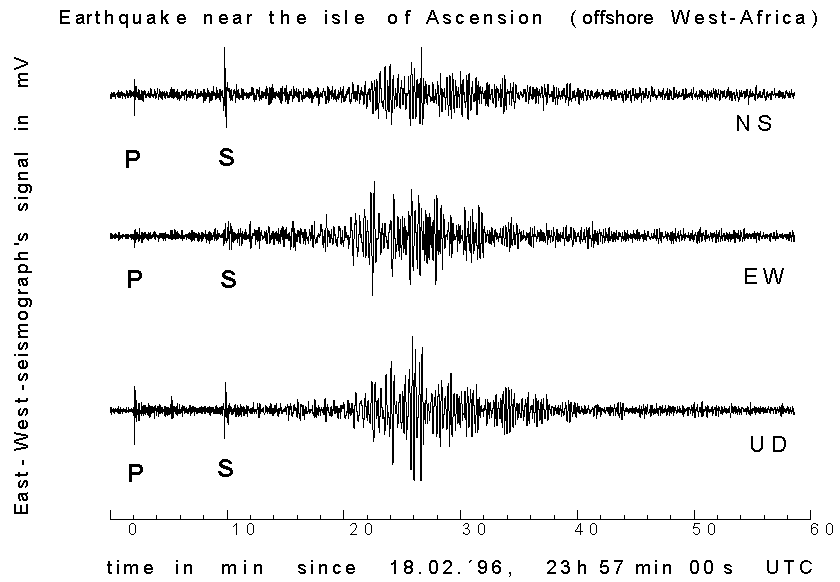 Earthquake near the isle of Ascension (offshore West-Africa)
East-West-seismograph's signal in mV
NS
P S
EW
P S
UD
P S
0 10 20 30 40 50 60
time in min since 18.02.´96, 23h 57 min 00s UTC